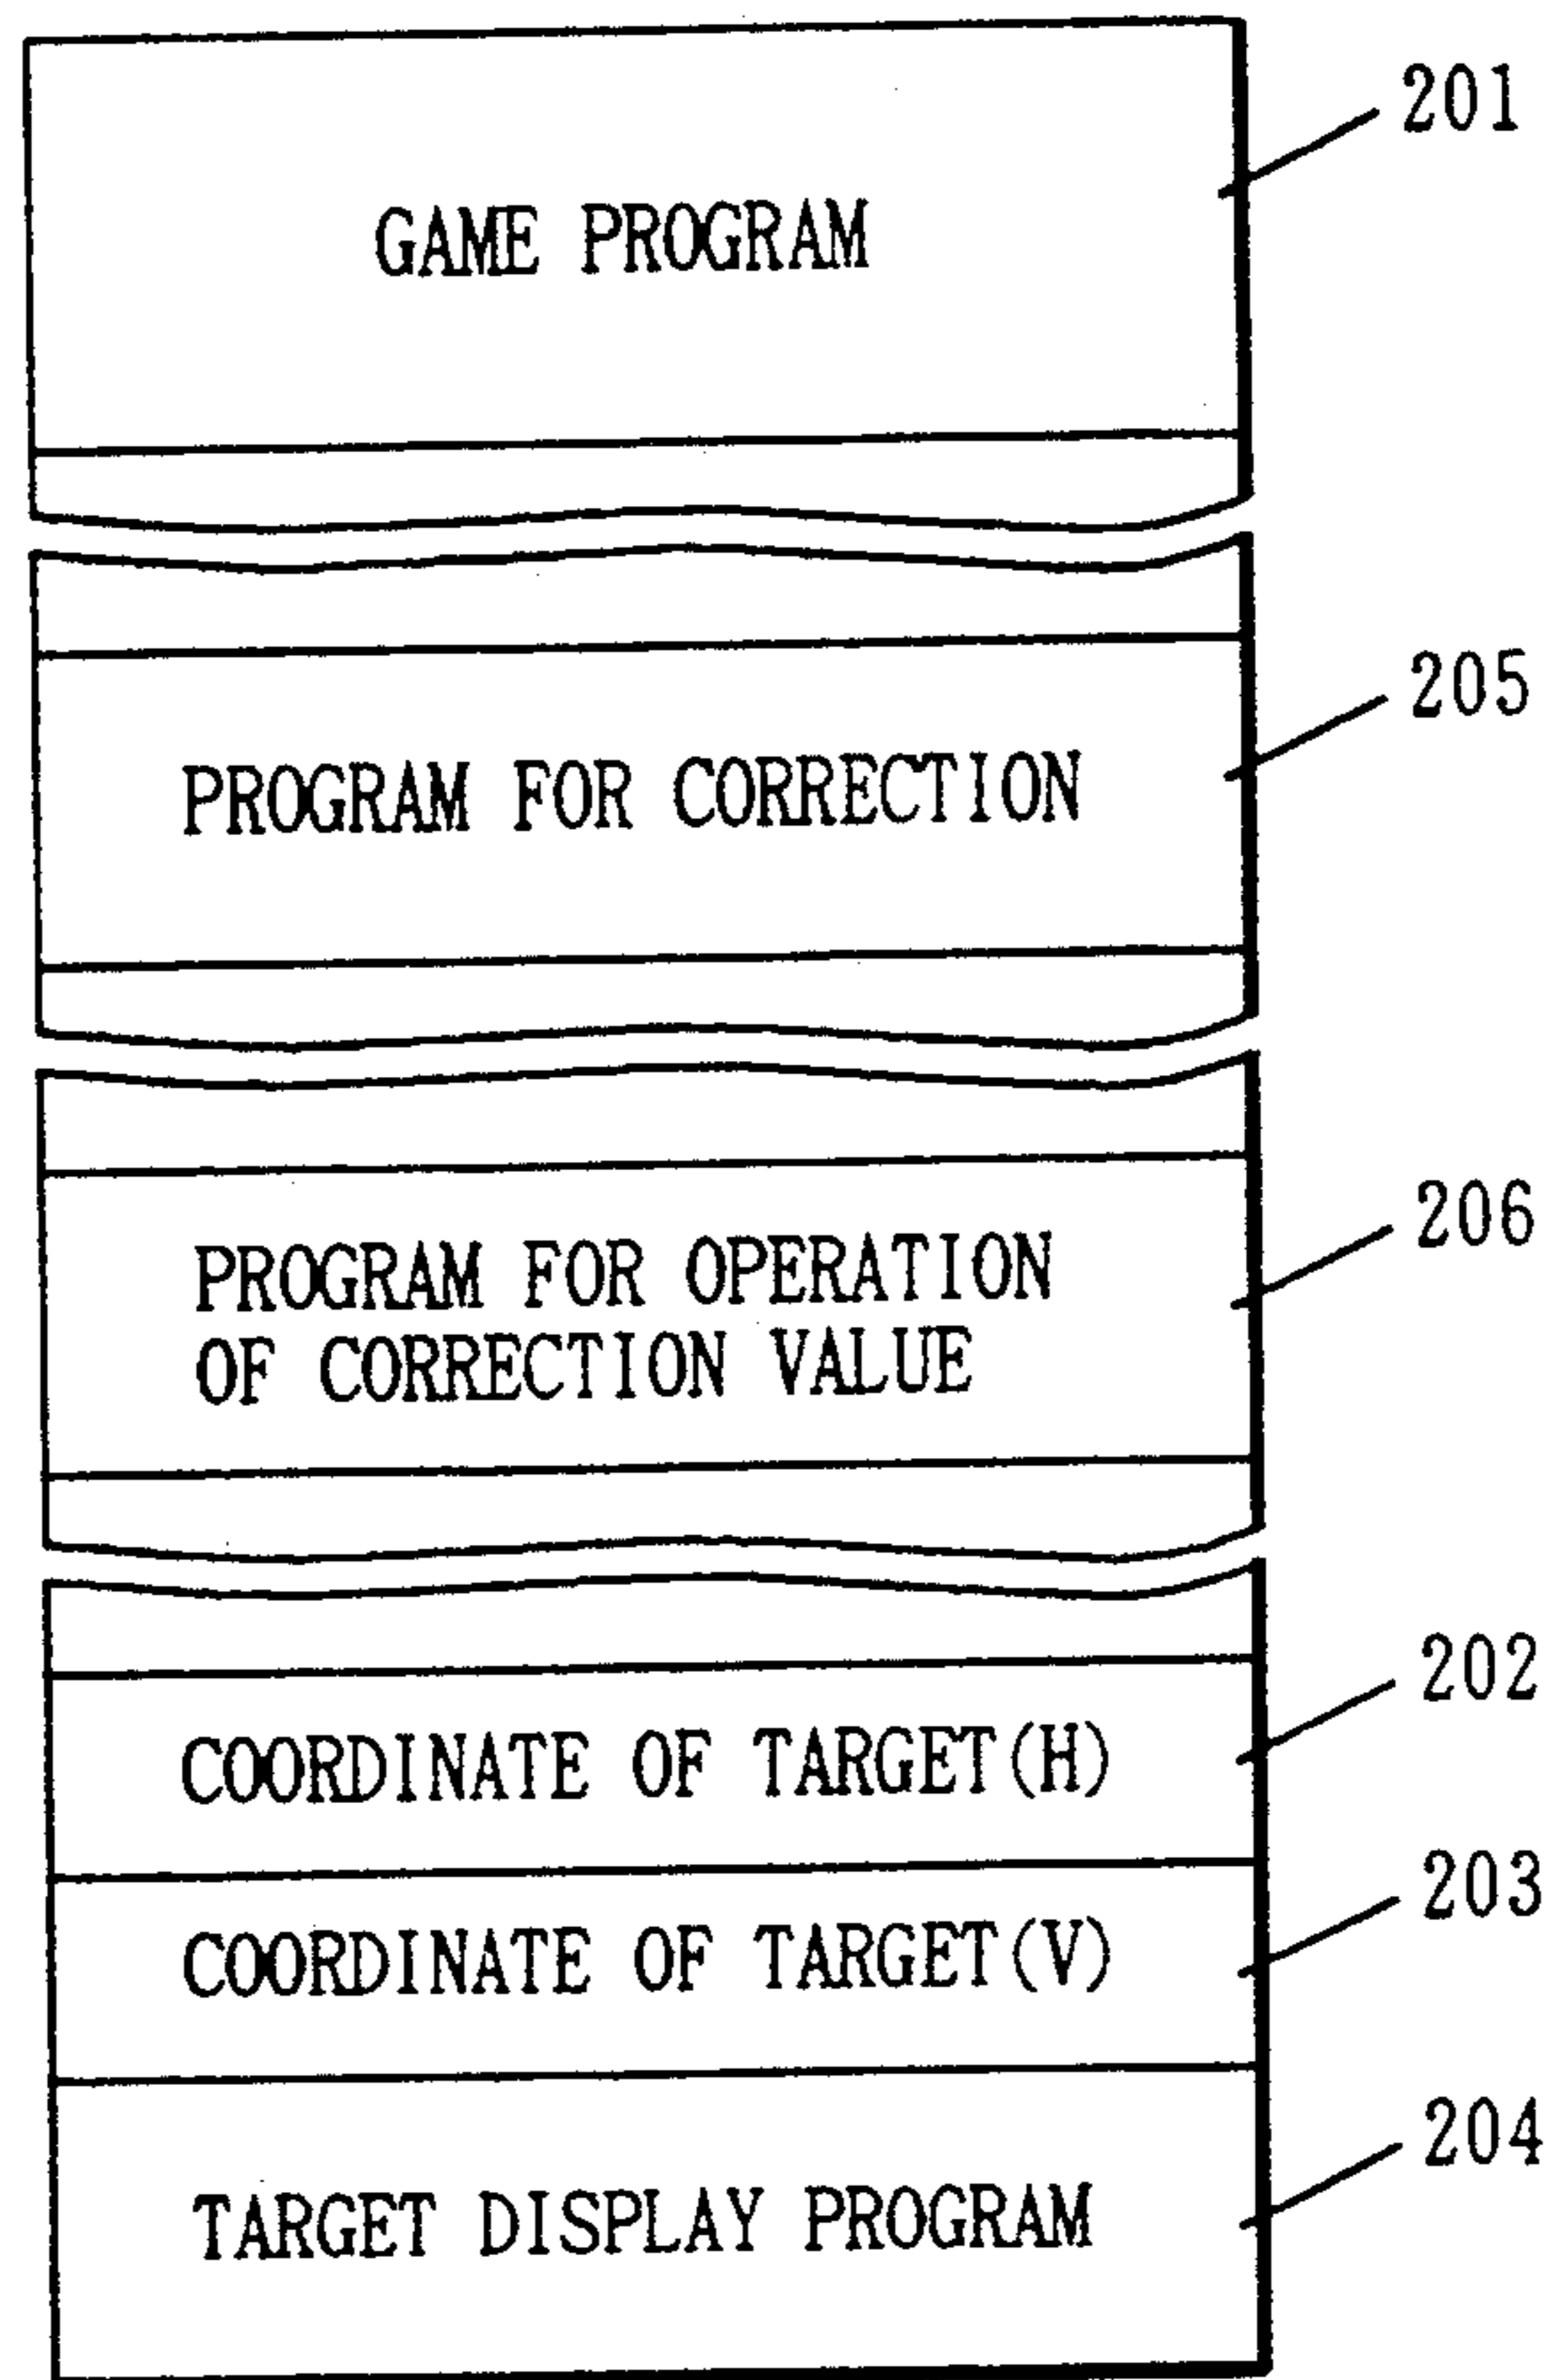 201
GAME PROGRAM
205
PROGRAM FOR CORRECTION
206
PROGRAM FOR OPERATION
OF CORRECTION VALUE
202
COORDINATE OF TARGET(H)
203
COORDINATE OF TARGET(V)
204
TARGET DISPLAY PROGRAM